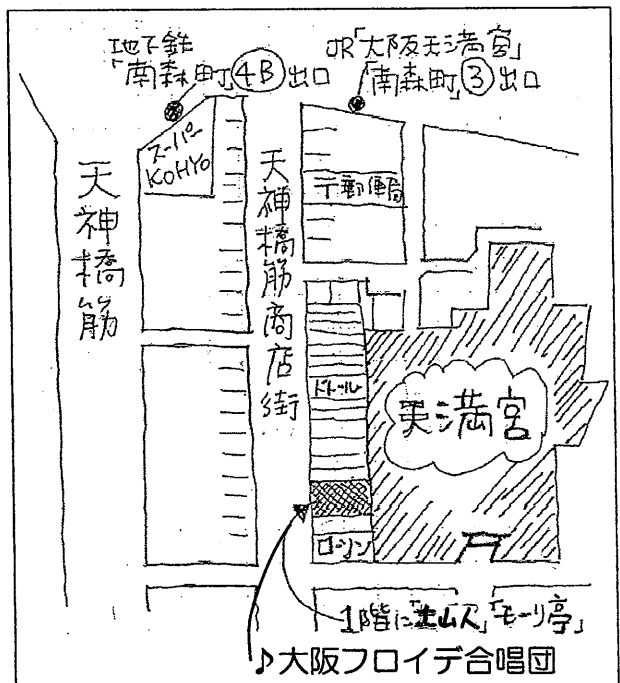 地下鉄
「南森町」④B出口
JR「大阪天満宮」
「南森町」③出口
スーパー
KOHYO
〒郵便局
天神橋筋
天神橋筋商店街
ドトール
天満宮
ローソン
1階に「土山人」「モーリ亭」
♪大阪フロイデ合唱団